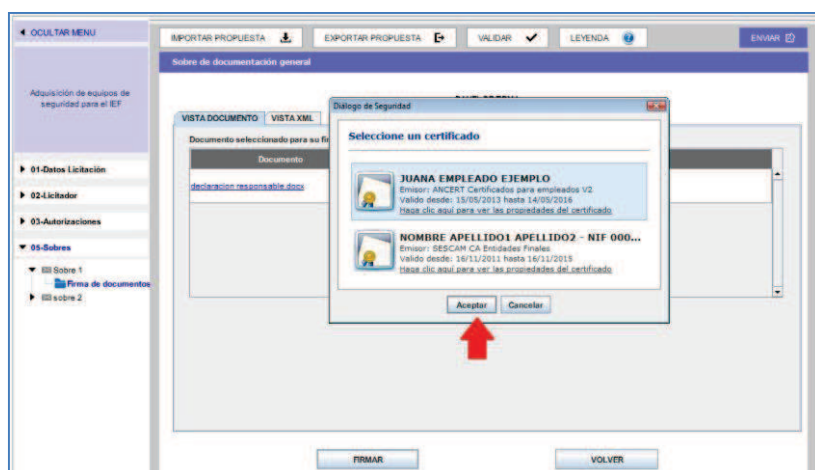 OCULTAR MENU
IMPORTAR PROPUESTA
EXPORTAR PROPUESTA
VALIDAR
LEYENDA
ENVIAR
Adquisición de equipos de
seguridad para el IEF
Sobre de documentación general
VISTA DOCUMENTO
VISTA XML
Documento seleccionado para su fir
Documento
declaracion responsable.docx
01-Datos Licitación
02-Licitador
03-Autorizaciones
05-Sobres
Sobre 1
Firma de documentos
sobre 2
Diálogo de Seguridad
Seleccione un certificado
JUANA EMPLEADO EJEMPLO
Emisor: ANCERT Certificados para empleados V2
Valido desde: 15/05/2013 hasta 14/05/2016
Haga clic aquí para ver las propiedades del certificado
NOMBRE APELLIDO1 APELLIDO2 - NIF 000...
Emisor: SESCAM CA Entidades Finales
Valido desde: 16/11/2011 hasta 16/11/2015
Haga clic aquí para ver las propiedades del certificado
Aceptar
Cancelar
FIRMAR
VOLVER